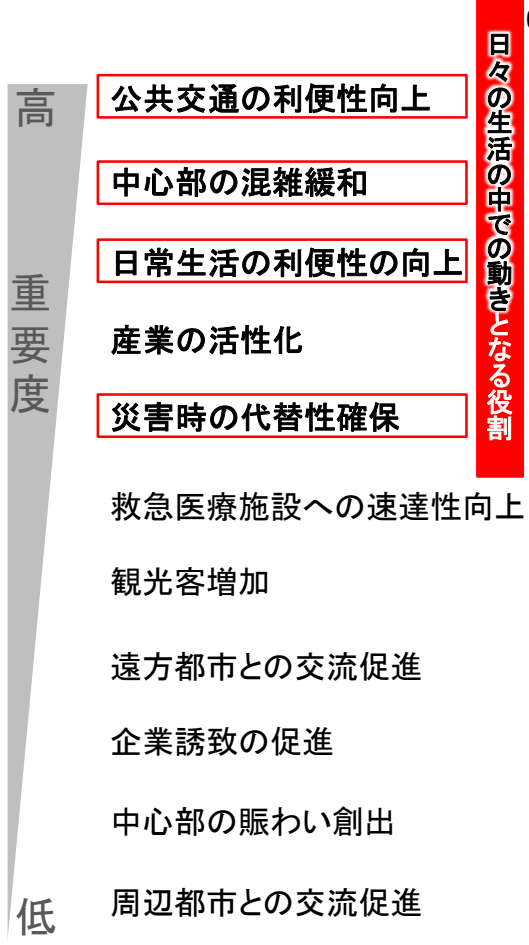 高
重要度
低
公共交通の利便性向上
中心部の混雑緩和
日常生活の利便性の向上
産業の活性化
災害時の代替性確保
救急医療施設への速達性向上
観光客増加
遠方都市との交流促進
企業誘致の促進
中心部の賑わい創出
周辺都市との交流促進
日々の生活の中での動きとなる役割